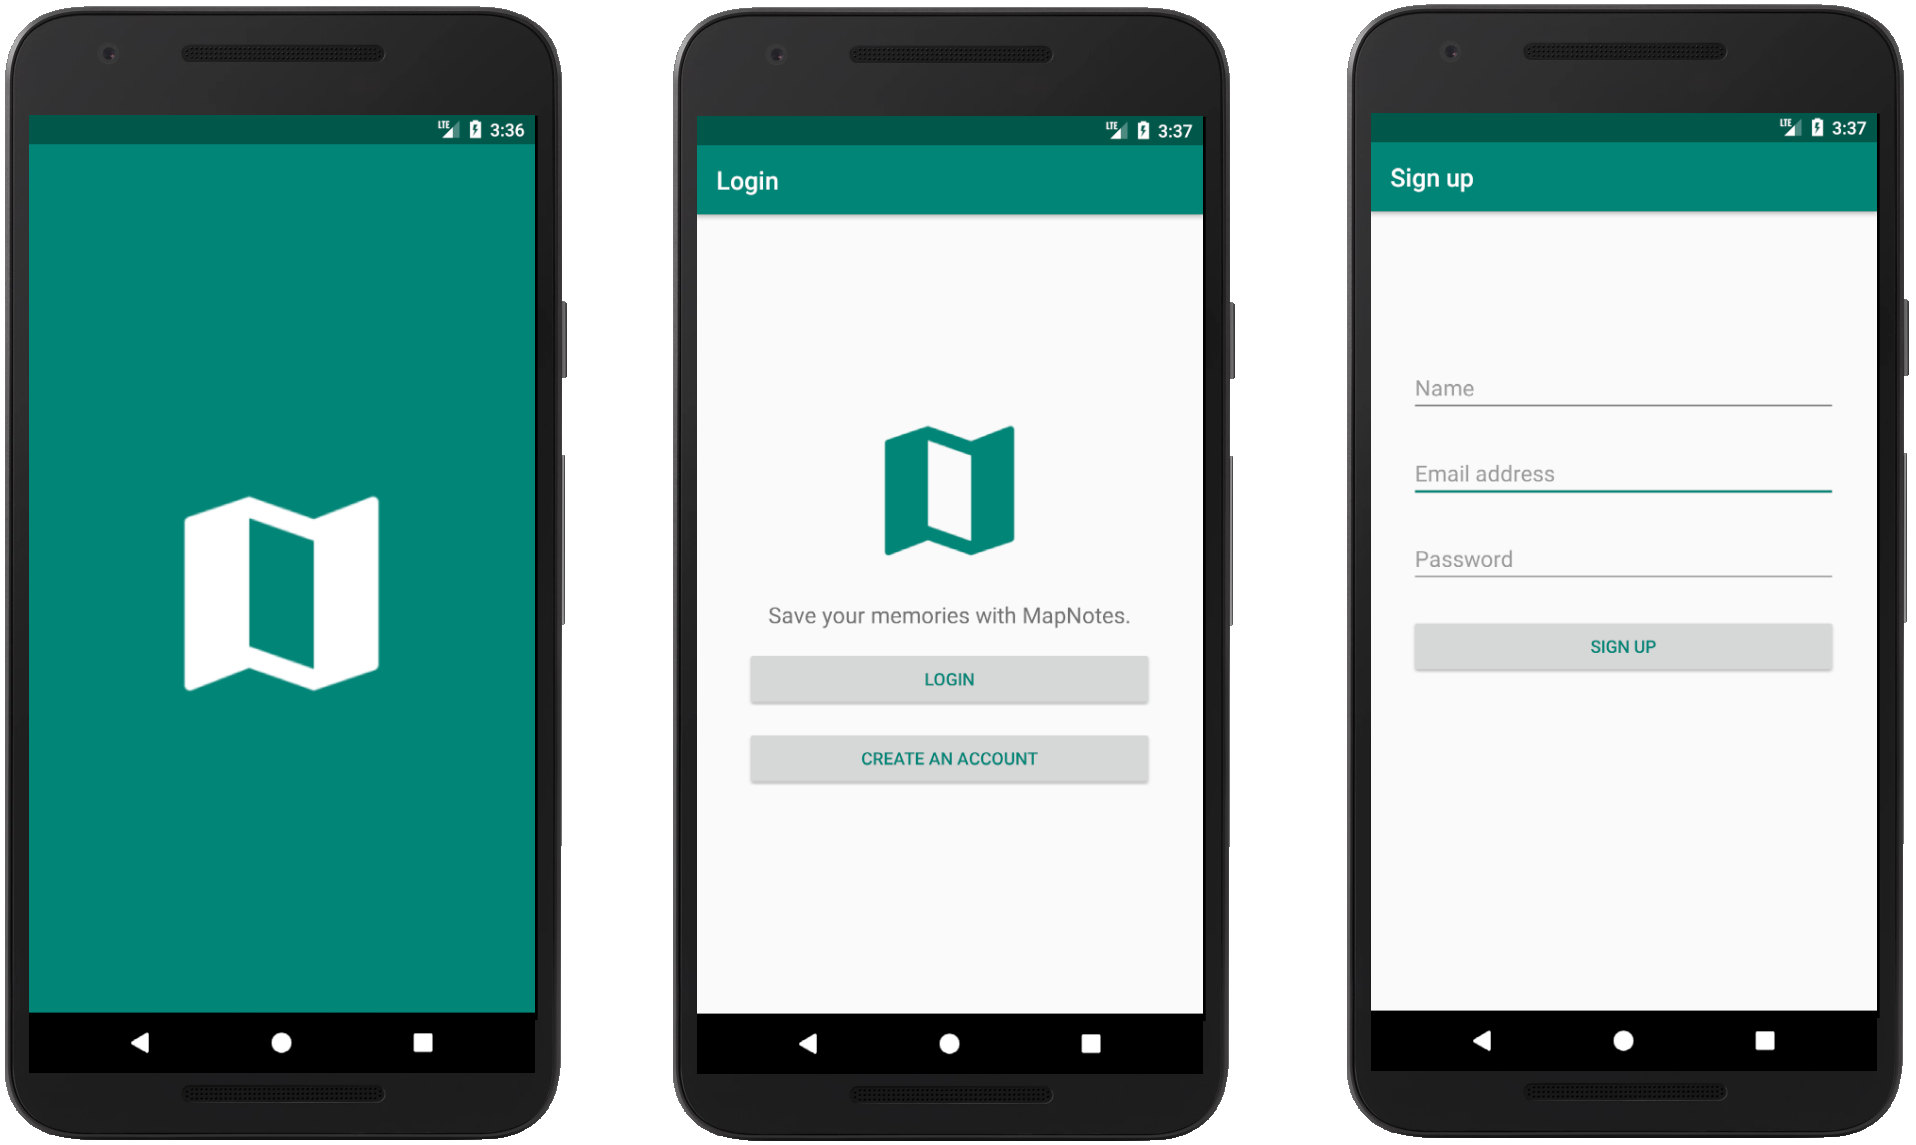 LTE 3:36
LTE 3:37
Login
Save your memories with MapNotes.
LOGIN
CREATE AN ACCOUNT
LTE 3:37
Sign up
Name
Email address
Password
SIGN UP